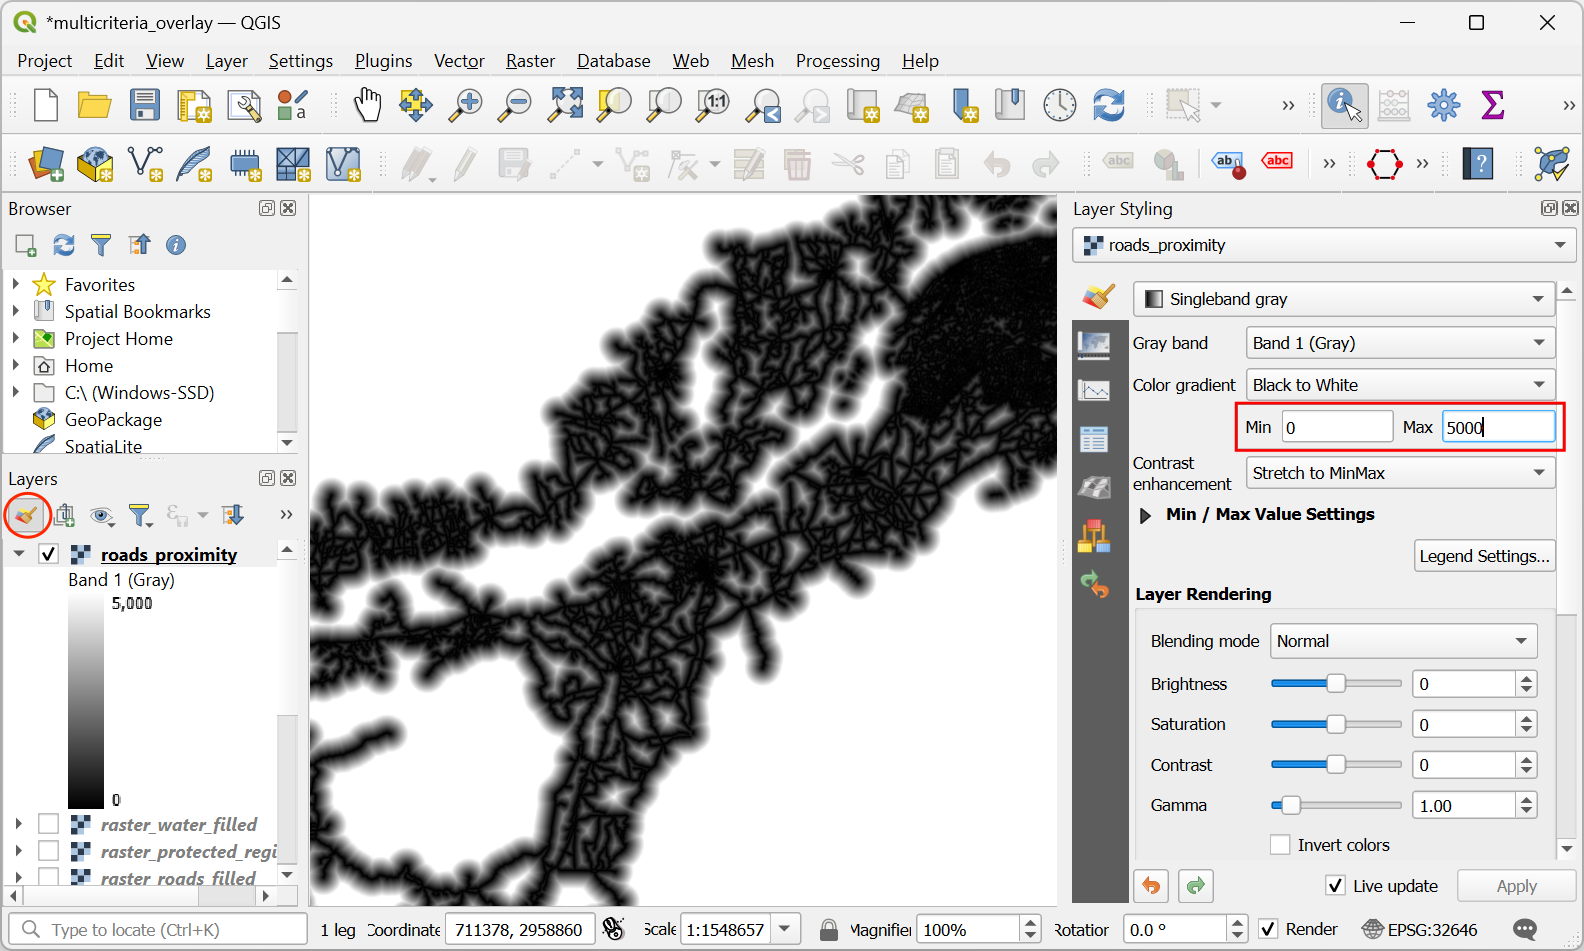 *multicriteria_overlay — QGIS
Project Edit View Layer Settings Plugins Vector Raster Database Web Mesh Processing Help
1:1
a
abc ab abc ?
Browser
Favorites
Spatial Bookmarks
Project Home
Home
C:\ (Windows-SSD)
GeoPackage
SpatiaLite
Layers
roads_proximity
Band 1 (Gray)
5,000
0
raster_water_filled
raster_protected_regi
raster_roads_filled
Layer Styling
roads_proximity
Singleband gray
Gray band Band 1 (Gray)
Color gradient Black to White
Min 0 Max 5000
Contrast
enhancement Stretch to MinMax
Min / Max Value Settings
Legend Settings...
Layer Rendering
Blending mode Normal
Brightness 0
Saturation 0
Contrast 0
Gamma 1.00
Invert colors
Live update Apply
Type to locate (Ctrl+K) 1 leg Coordinate 711378, 2958860 Scale 1:1548657 Magnifier 100% Rotation 0.0 ° Render EPSG:32646